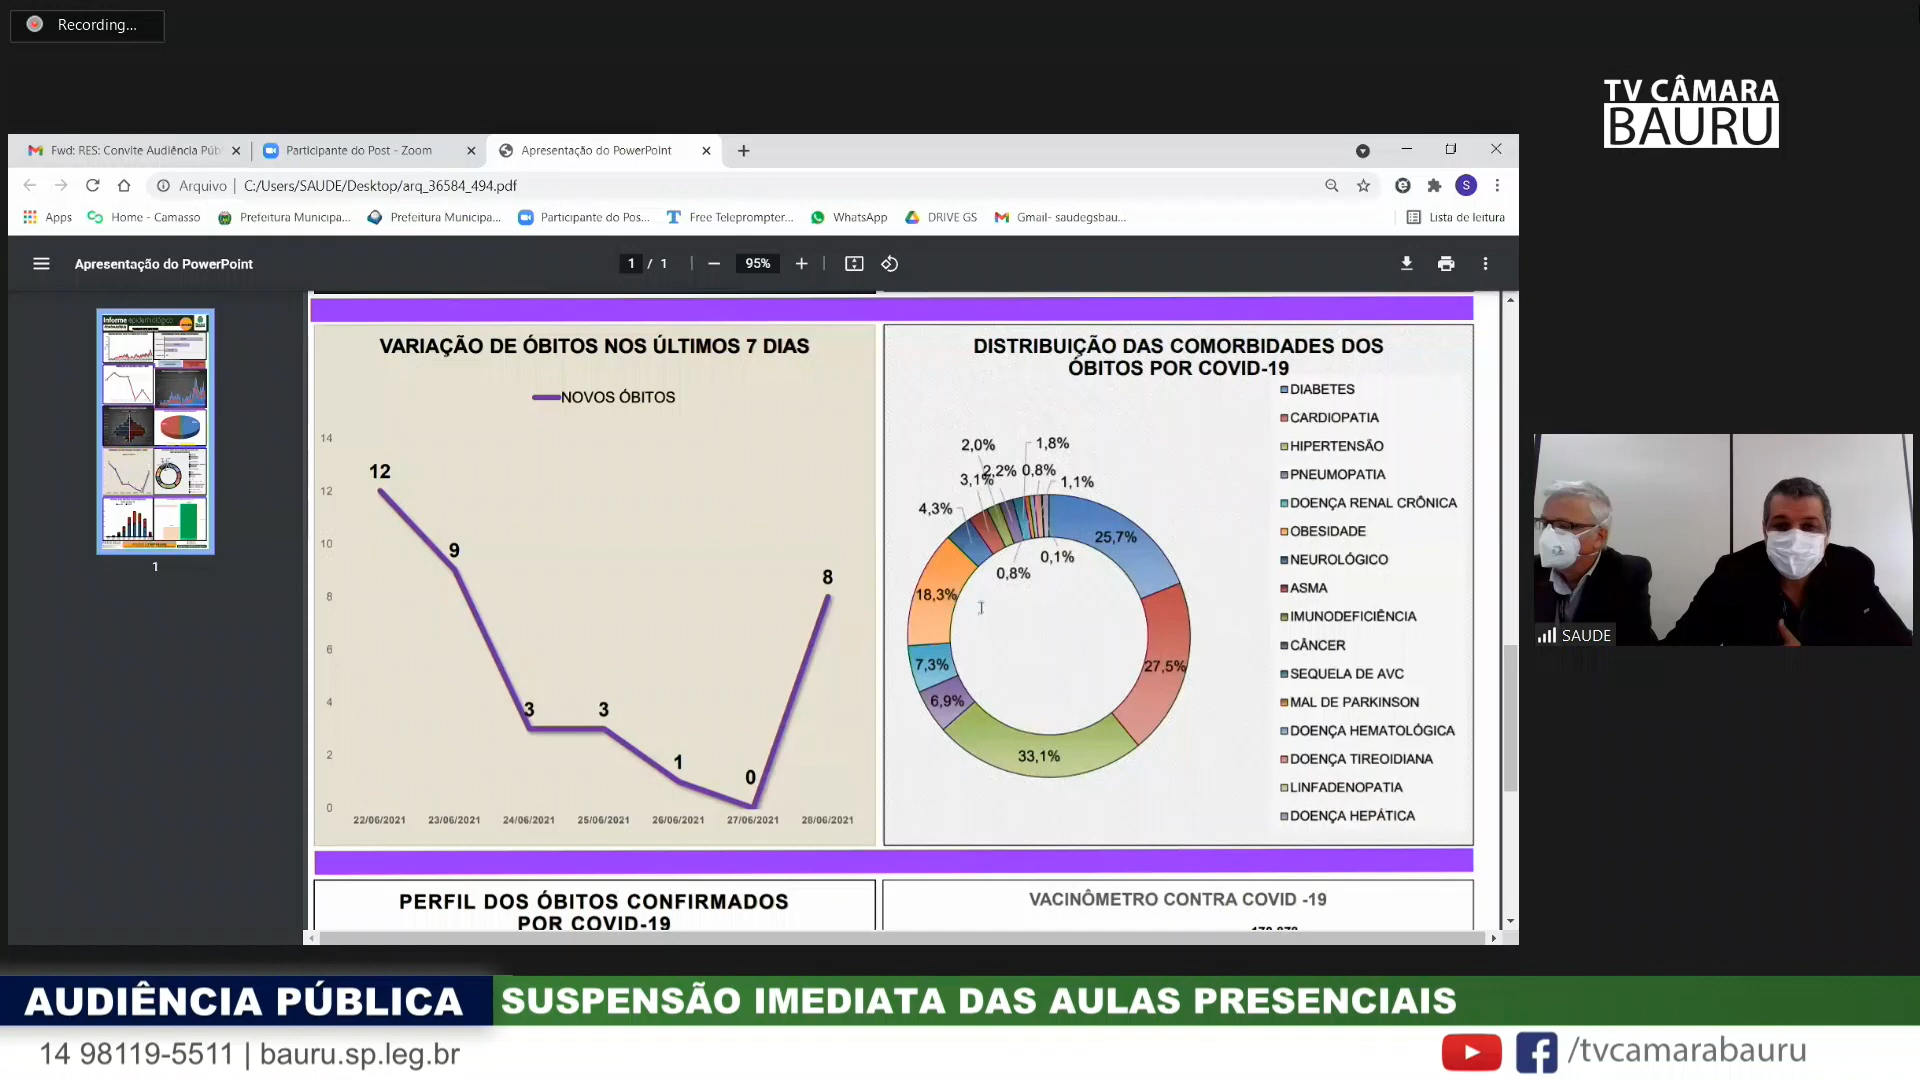 Recording...
TV CÂMARA
BAURU
Fwd: RES: Convite Audiência Púb
Participante do Post - Zoom
Apresentação do PowerPoint
Arquivo | C:/Users/SAUDE/Desktop/arq_36584_494.pdf
S
Apps
Home - Camasso
Prefeitura Municipa...
Prefeitura Municipa...
Participante do Pos...
Free Teleprompter...
WhatsApp
DRIVE GS
Gmail- saudegsbau...
Lista de leitura
Apresentação do PowerPoint
1 / 1
95%
Informe epidemiológico
1
VARIAÇÃO DE ÓBITOS NOS ÚLTIMOS 7 DIAS
NOVOS ÓBITOS
14
12
10
8
6
4
2
0
12
9
3
3
1
0
8
22/06/2021
23/06/2021
24/06/2021
25/06/2021
26/06/2021
27/06/2021
28/06/2021
DISTRIBUIÇÃO DAS COMORBIDADES DOS
ÓBITOS POR COVID-19
2,0%
1,8%
3,1%
2,2%
0,8%
1,1%
4,3%
25,7%
0,1%
0,8%
18,3%
7,3%
27,5%
6,9%
33,1%
DIABETES
CARDIOPATIA
HIPERTENSÃO
PNEUMOPATIA
DOENÇA RENAL CRÔNICA
OBESIDADE
NEUROLÓGICO
ASMA
IMUNODEFICIÊNCIA
CÂNCER
SEQUELA DE AVC
MAL DE PARKINSON
DOENÇA HEMATOLÓGICA
DOENÇA TIREOIDIANA
LINFADENOPATIA
DOENÇA HEPÁTICA
SAUDE
PERFIL DOS ÓBITOS CONFIRMADOS
POR COVID-19
VACINÔMETRO CONTRA COVID -19
AUDIÊNCIA PÚBLICA
SUSPENSÃO IMEDIATA DAS AULAS PRESENCIAIS
14 98119-5511 | bauru.sp.leg.br
/tvcamarabauru